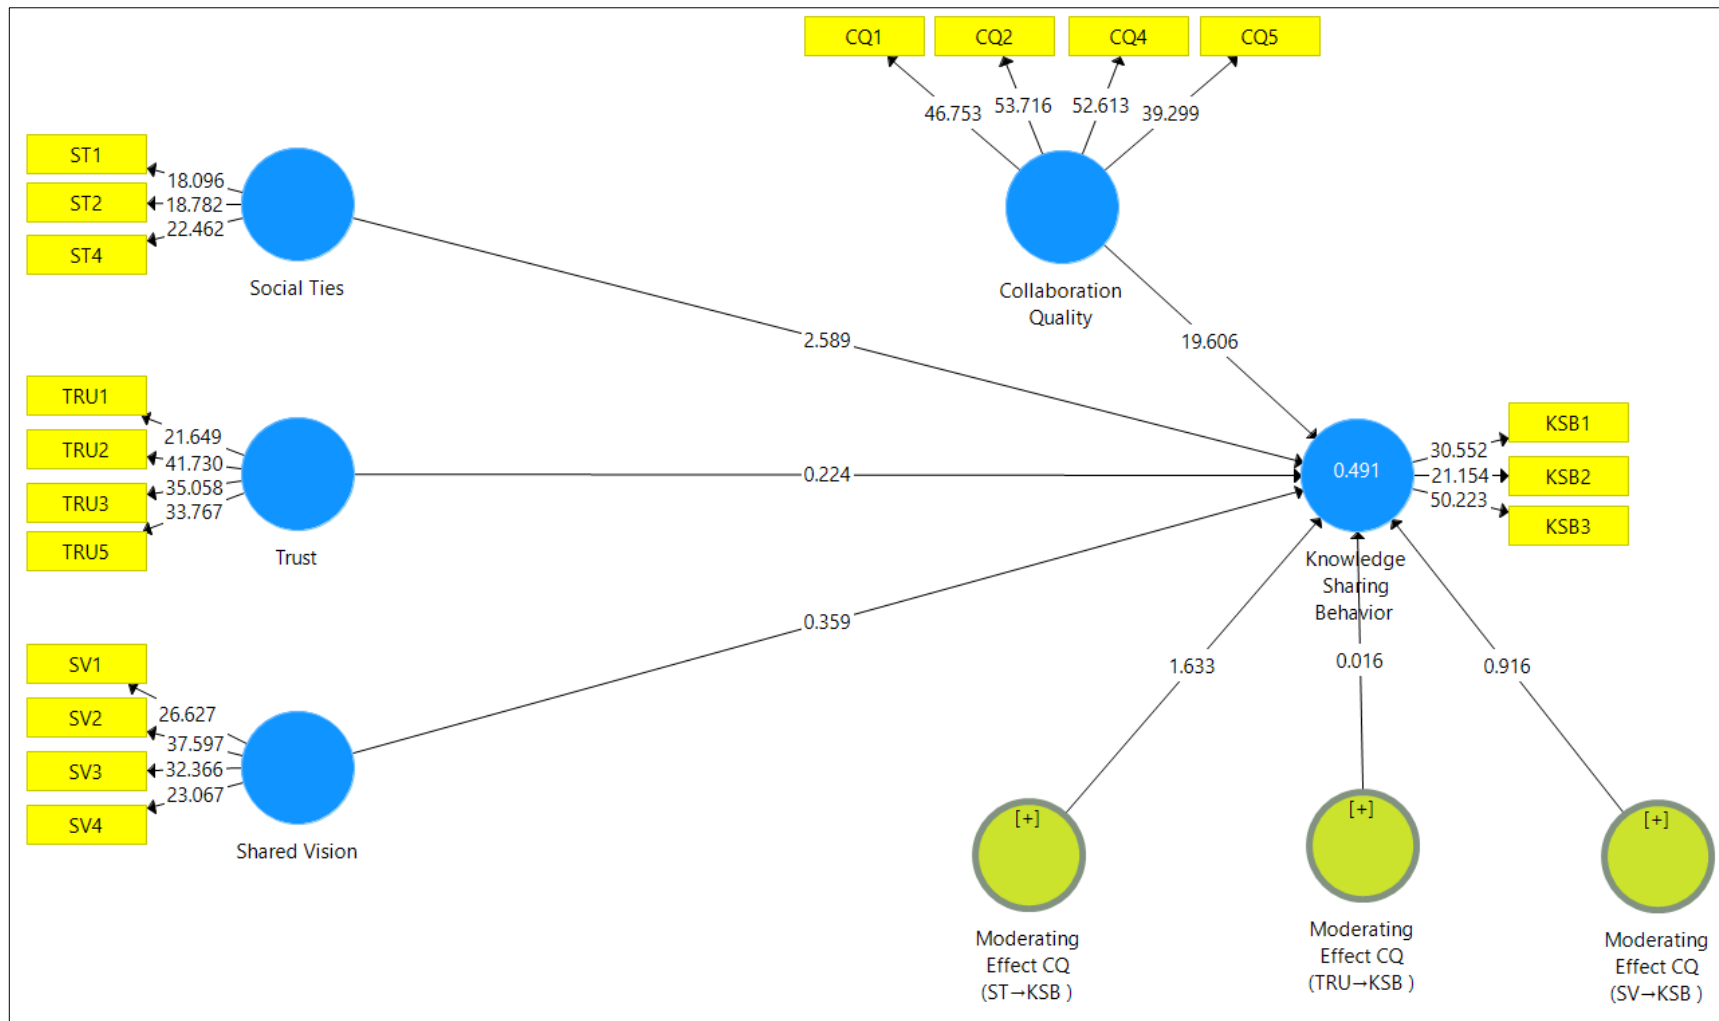 CQ1
CQ2
CQ4
CQ5
46.753
53.716
52.613
39.299
ST1
ST2
ST4
18.096
18.782
22.462
Social Ties
Collaboration
Quality
2.589
19.606
TRU1
TRU2
TRU3
TRU5
21.649
41.730
35.058
33.767
Trust
0.224
0.491
KSB1
KSB2
KSB3
30.552
21.154
50.223
Knowledge
Sharing
Behavior
0.359
SV1
SV2
SV3
SV4
26.627
37.597
32.366
23.067
Shared Vision
1.633
0.016
0.916
[+]
[+]
[+]
Moderating
Effect CQ
(ST→KSB )
Moderating
Effect CQ
(TRU→KSB )
Moderating
Effect CQ
(SV→KSB )